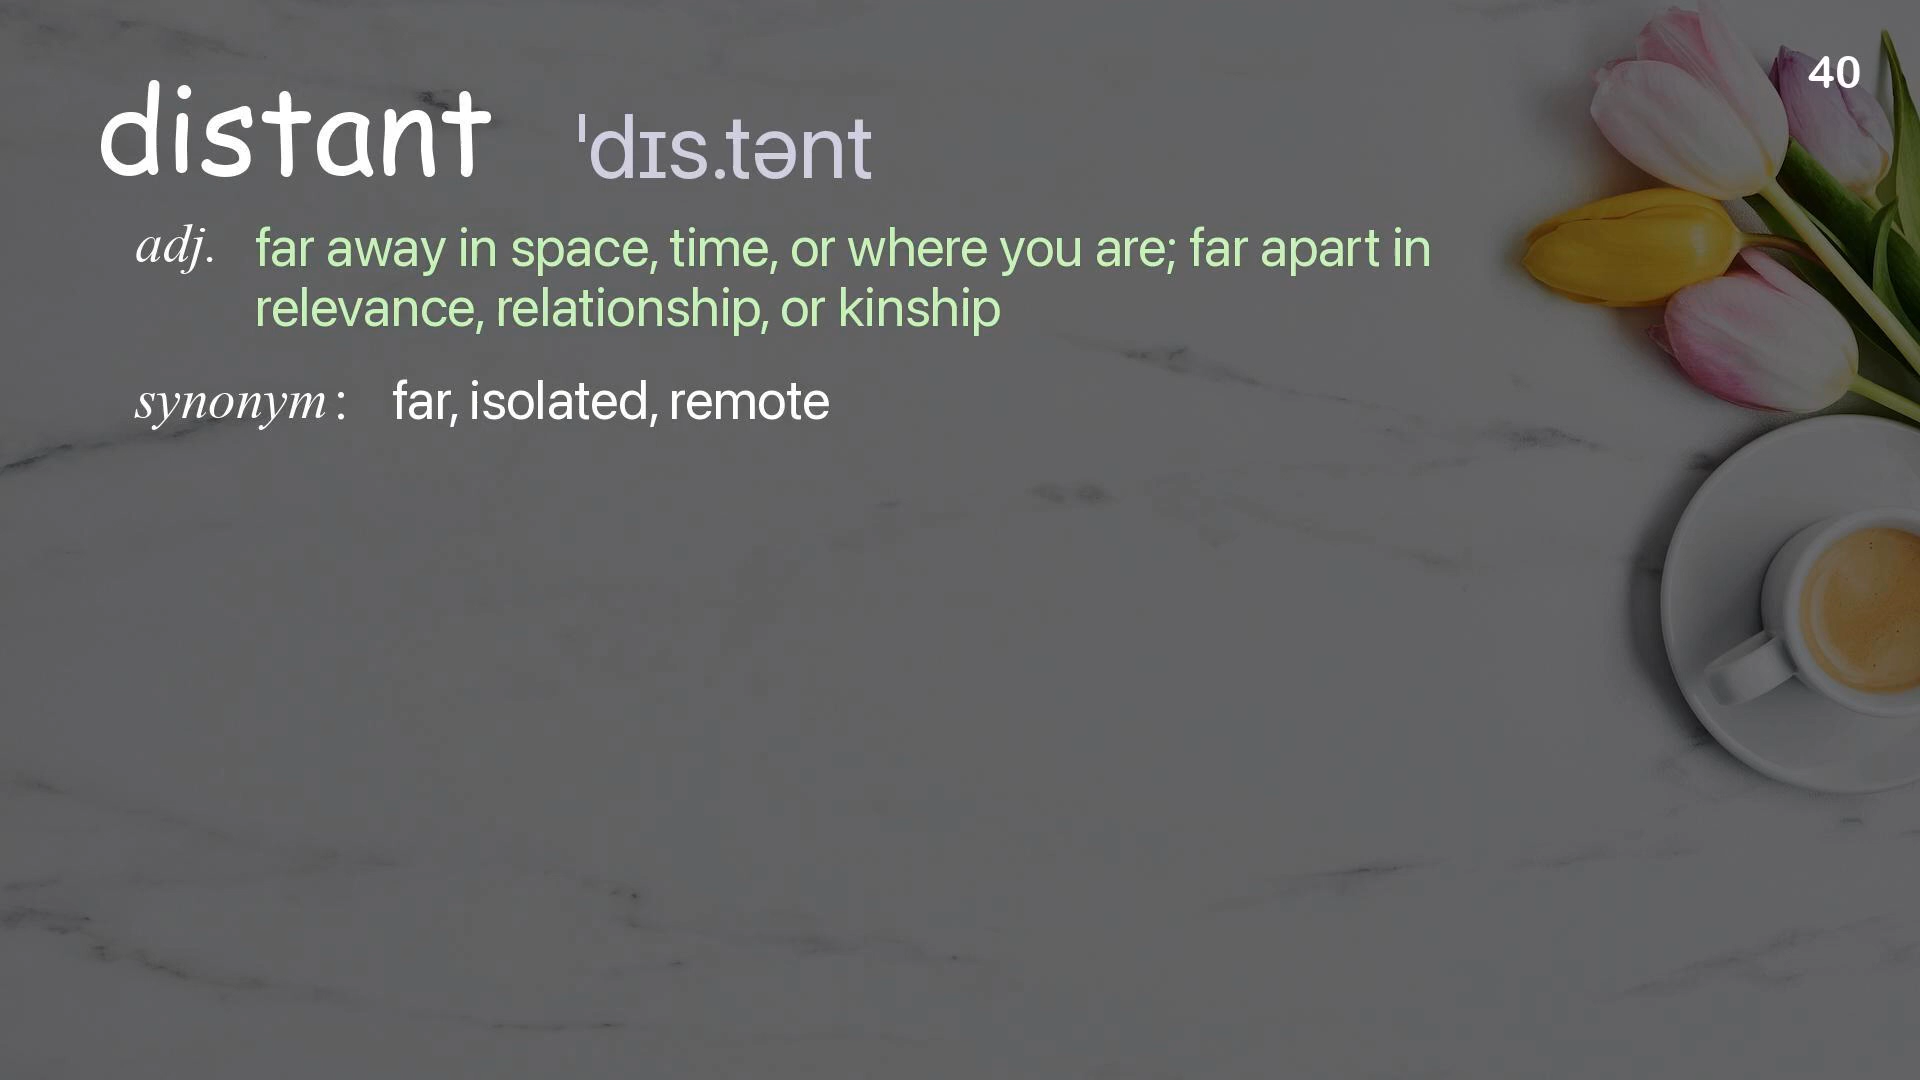 40
distant ˈdɪs.tənt
adj. far away in space, time, or where you are; far apart in
relevance, relationship, or kinship
synonym: far, isolated, remote